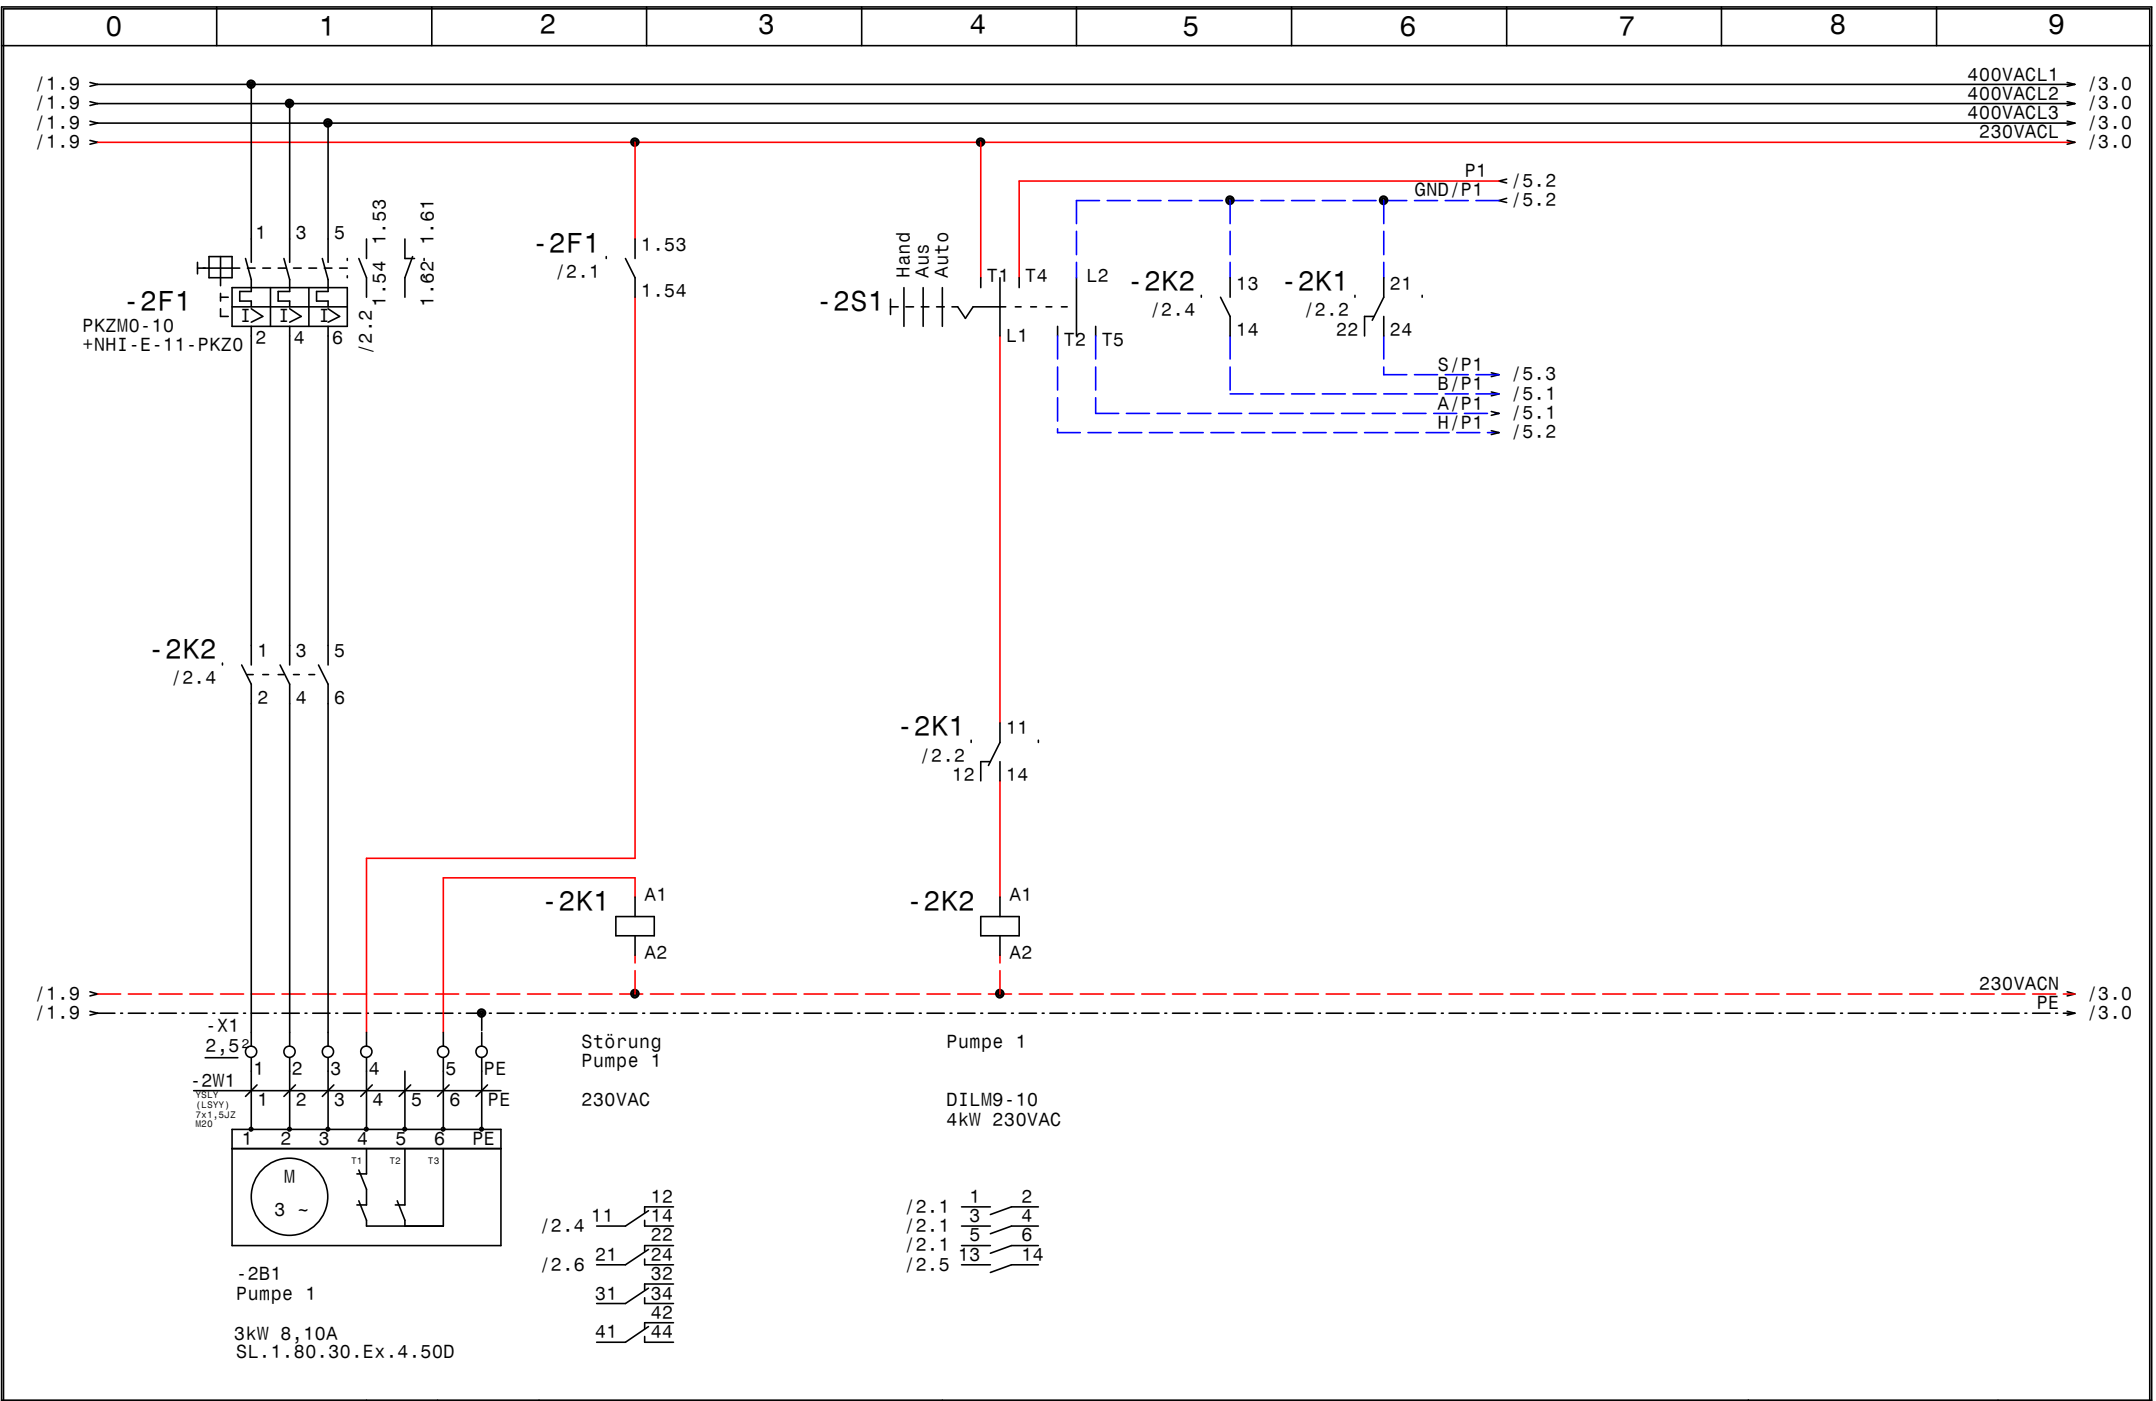 0 1 2 3 4 5 6 7 8 9
/1.9 400VACL1 /3.0
/1.9 400VACL2 /3.0
/1.9 400VACL3 /3.0
/1.9 230VACL /3.0
P1 /5.2
GND/P1 /5.2
-2F1
PKZM0-10
+NHI-E-11-PKZ0
1 3 5
2 4 6
1.53
1.54
/2.2
1.61
1.62
-2F1
/2.1
1.53
1.54
-2S1
Hand
Aus
Auto
T1 T4 L2
L1 T2 T5
-2K2
/2.4
13
14
-2K1
/2.2
21
22 24
S/P1 /5.3
B/P1 /5.1
A/P1 /5.1
H/P1 /5.2
-2K2
/2.4
1 3 5
2 4 6
-2K1
/2.2
11
12 14
-2K1
A1
A2
-2K2
A1
A2
/1.9 230VACN /3.0
/1.9 PE /3.0
-X1
2,5²
1 2 3 4 5 PE
-2W1
YSLY
(LSYY)
7x1,5JZ
M20
1 2 3 4 5 6 PE
1 2 3 4 5 6 PE
T1 T2 T3
M
3 ~
-2B1
Pumpe 1
3kW 8,10A
SL.1.80.30.Ex.4.50D
Störung
Pumpe 1
230VAC
12
/2.4 11 14
22
/2.6 21 24
32
31 34
42
41 44
Pumpe 1
DILM9-10
4kW 230VAC
/2.1 1 2
/2.1 3 4
/2.1 5 6
/2.5 13 14